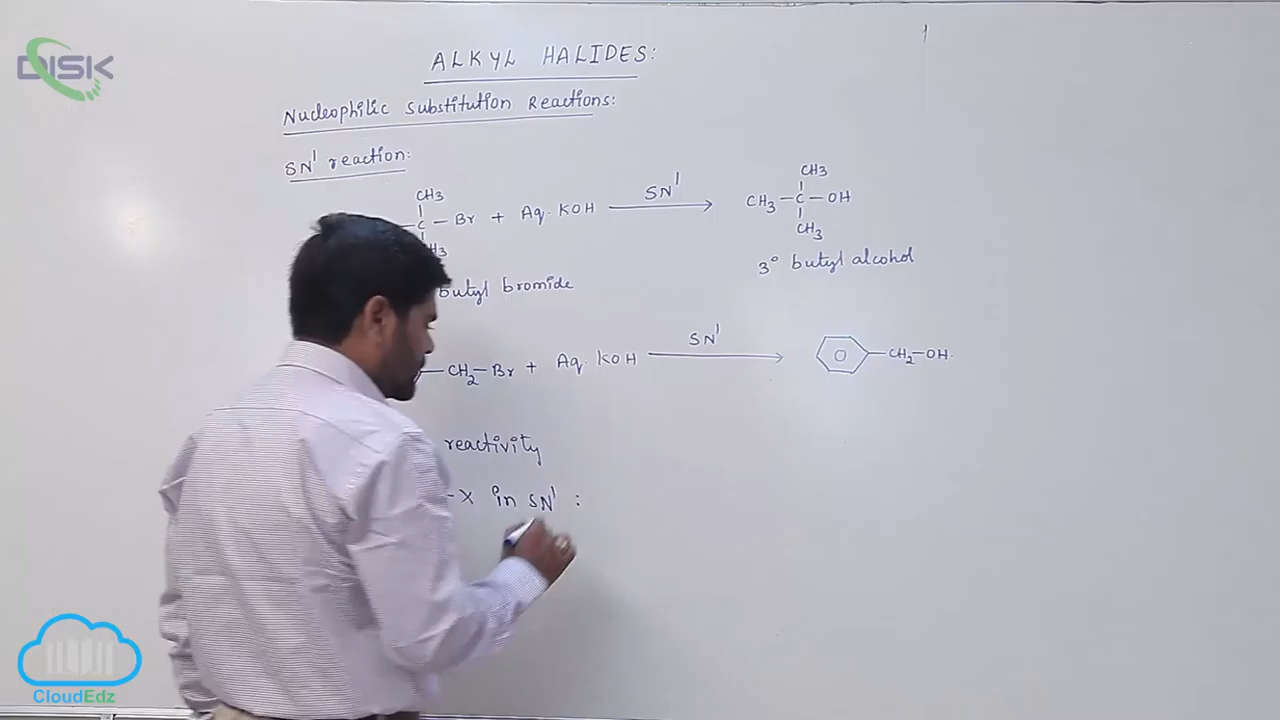 DISK
ALKYL HALIDES:
Nucleophilic Substitution Reactions:
SN1 reaction:
CH3
C - Br + Aq. KOH SN1 CH3 - C - OH
CH3
CH3
butyl bromide
3° butyl alcohol
CH2 - Br + Aq. KOH SN1 CH2 - OH.
reactivity
-X in SN1 :
CloudEdz